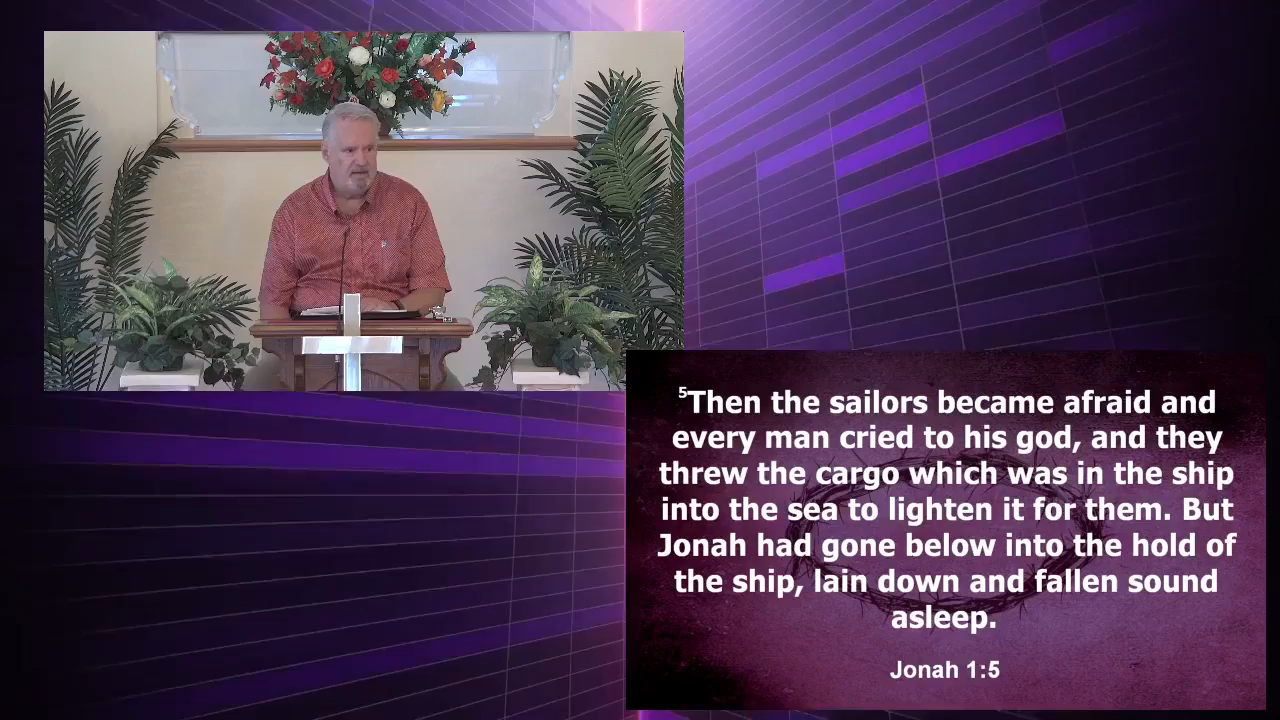 ⁵Then the sailors became afraid and
every man cried to his god, and they
threw the cargo which was in the ship
into the sea to lighten it for them. But
Jonah had gone below into the hold of
the ship, lain down and fallen sound
asleep.
Jonah 1:5